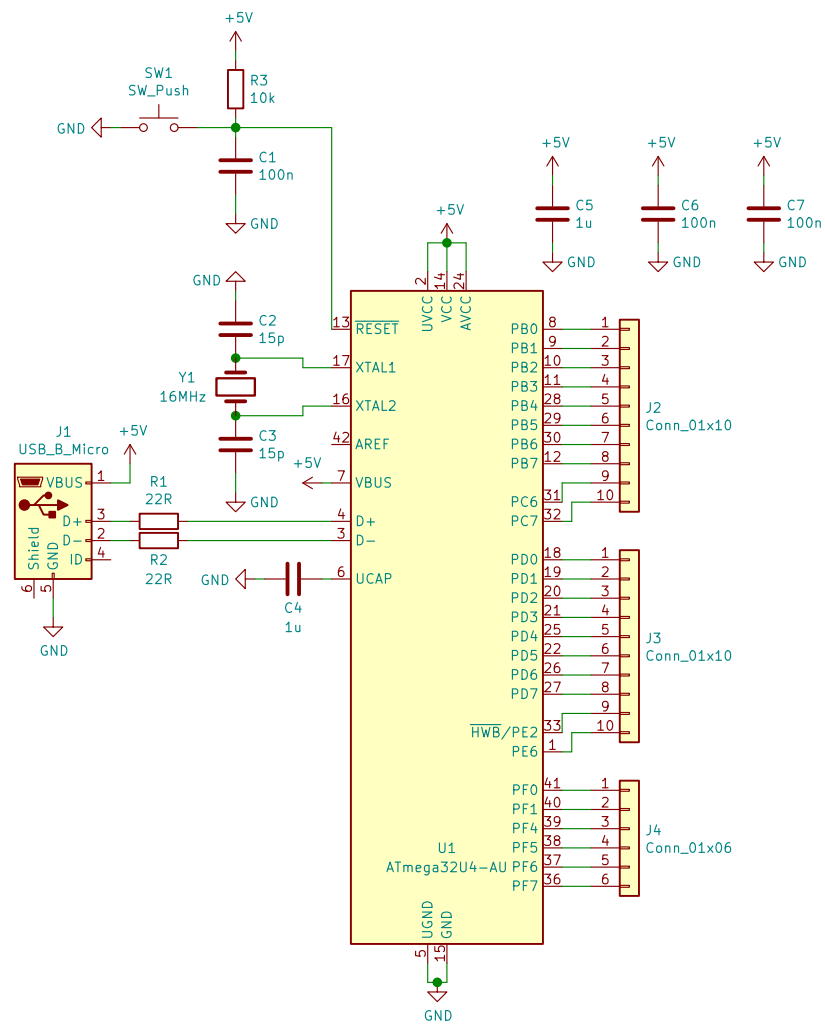 +5V
SW1
SW_Push
R3
10k
GND
C1
100n
GND
+5V
+5V
+5V
C5
1u
C6
100n
C7
100n
GND
GND
GND
+5V
GND
C2
15p
Y1
16MHz
C3
15p
GND
2
14
24
UVCC
VCC
AVCC
13 RESET
17 XTAL1
16 XTAL2
42 AREF
+5V
7 VBUS
4 D+
3 D-
6 UCAP
J1
USB_B_Micro
+5V
VBUS 1
D+ 3
D- 2
ID 4
Shield
GND
6
5
GND
R1
22R
R2
22R
GND
C4
1u
PB0 8 1
PB1 9 2
PB2 10 3
PB3 11 4
PB4 28 5
PB5 29 6
PB6 30 7
PB7 12 8
9
PC6 31
10
PC7 32
J2
Conn_01x10
PD0 18 1
PD1 19 2
PD2 20 3
PD3 21 4
PD4 25 5
PD5 22 6
PD6 26 7
PD7 27 8
9
HWB/PE2 33
10
PE6 1
J3
Conn_01x10
PF0 41 1
PF1 40 2
PF4 39 3
PF5 38 4
PF6 37 5
PF7 36 6
J4
Conn_01x06
U1
ATmega32U4-AU
UGND
GND
5
15
GND